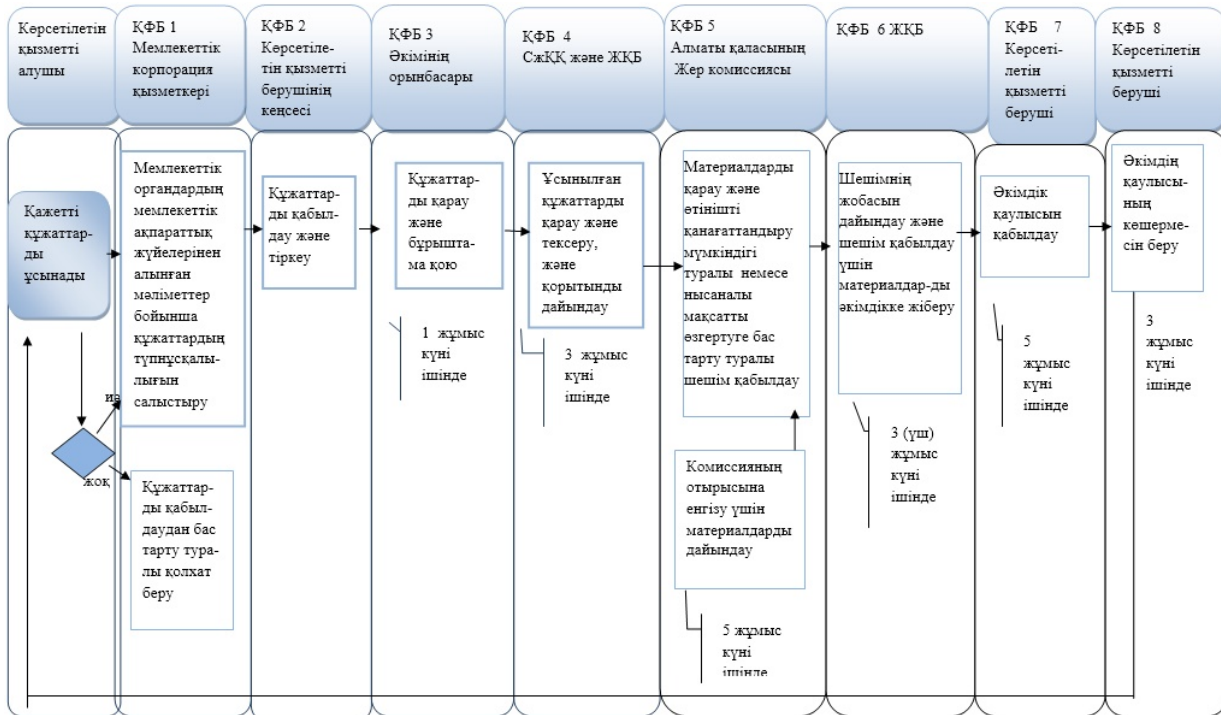 Көрсетілетін
қызметті
алушы
ҚФБ 1
Мемлекеттік
корпорация
қызметкері
ҚФБ 2
Көрсетіле-
тін қызметті
берушінің
кеңсесі
ҚФБ 3
Әкімінің
орынбасары
ҚФБ 4
СжҚҚ және ЖҚБ
ҚФБ 5
Алматы қаласының
Жер комиссиясы
ҚФБ 6 ЖҚБ
ҚФБ 7
Көрсеті-
летін
қызметті
беруші
ҚФБ 8
Көрсетілетін
қызметті
беруші
Қажетті
құжаттар-
ды
ұсынады
иә
жоқ
Мемлекеттік
органдардың
мемлекеттік
ақпараттық
жүйелерінен
алынған
мәліметтер
бойынша
құжаттардың
түпнұсқалы-
лығын
салыстыру
Құжаттар-
ды қабыл-
даудан бас
тарту тура-
лы қолхат
беру
Құжаттар-
ды қабыл-
дау және
тіркеу
Құжаттар-
ды қарау
және
бұрышта-
ма қою
1 жұмыс
күні
ішінде
Ұсынылған
құжаттарды
қарау және
тексеру,
және
қорытынды
дайындау
3 жұмыс
күні
ішінде
Материалдарды
қарау және
өтінішті
қанағаттандыру
мүмкіндігі
туралы немесе
нысаналы
мақсатты
өзгертуге бас
тарту туралы
шешім қабылдау
Комиссияның
отырысына
енгізу үшін
материалдарды
дайындау
5 жұмыс
күні
ішінде
Шешімнің
жобасын
дайындау және
шешім қабылдау
үшін
материалдар-ды
әкімдікке жіберу
3 (үш)
жұмыс
күні
ішінде
Әкімдік
қаулысын
қабылдау
5
жұмыс
күні
ішінде
Әкімдің
қаулысы-
ның
көшерме-
сін беру
3
жұмыс
күні
ішінде